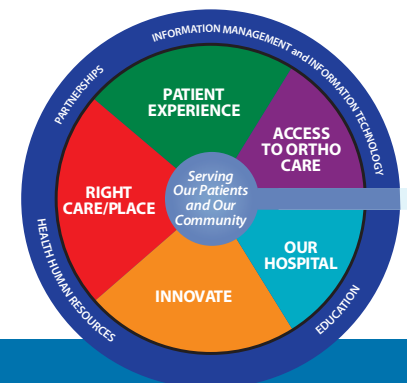 INFORMATION MANAGEMENT and INFORMATION TECHNOLOGY
PARTNERSHIPS
PATIENT
EXPERIENCE
ACCESS
TO ORTHO
CARE
RIGHT
CARE/PLACE
Serving
Our Patients
and Our
Community
OUR
HOSPITAL
INNOVATE
HEALTH HUMAN RESOURCES
EDUCATION